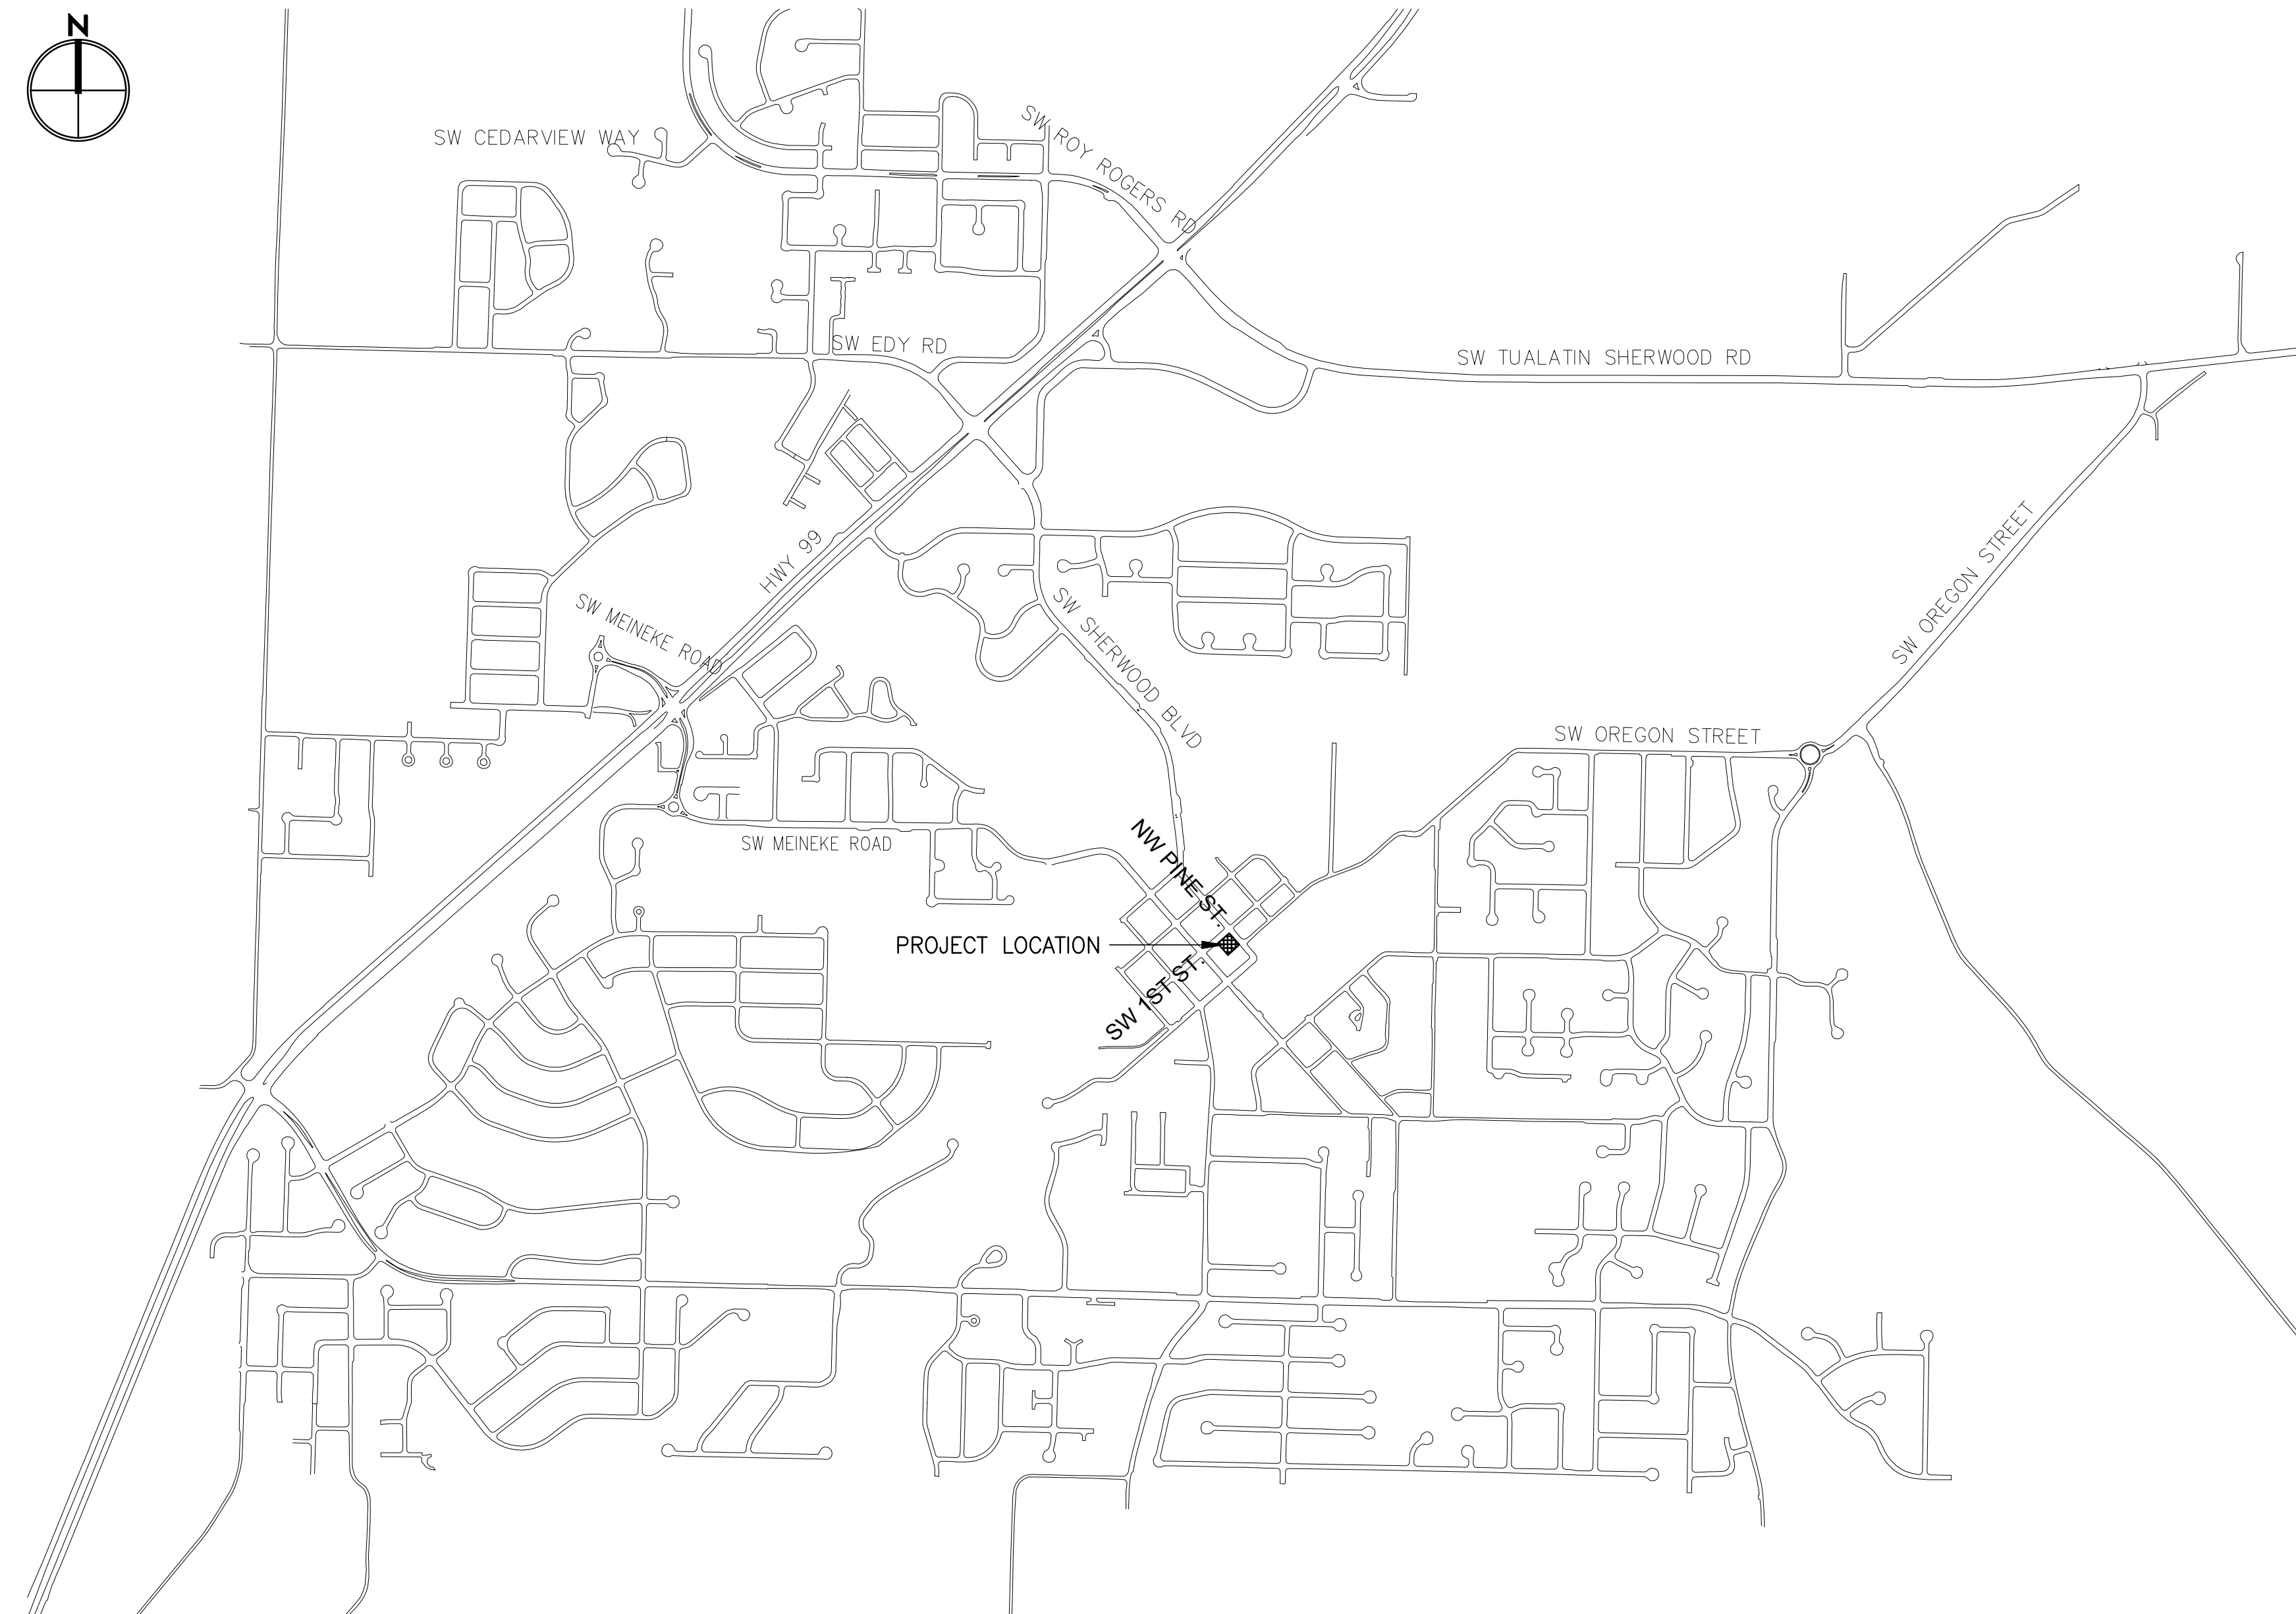 N
SW CEDARVIEW WAY
SW ROY ROGERS RD
SW EDY RD
SW TUALATIN SHERWOOD RD
HWY 99
SW OREGON STREET
SW MEINEKE ROAD
SW SHERWOOD BLVD
SW OREGON STREET
SW MEINEKE ROAD
NW PINE ST.
PROJECT LOCATION
SW 1ST ST.